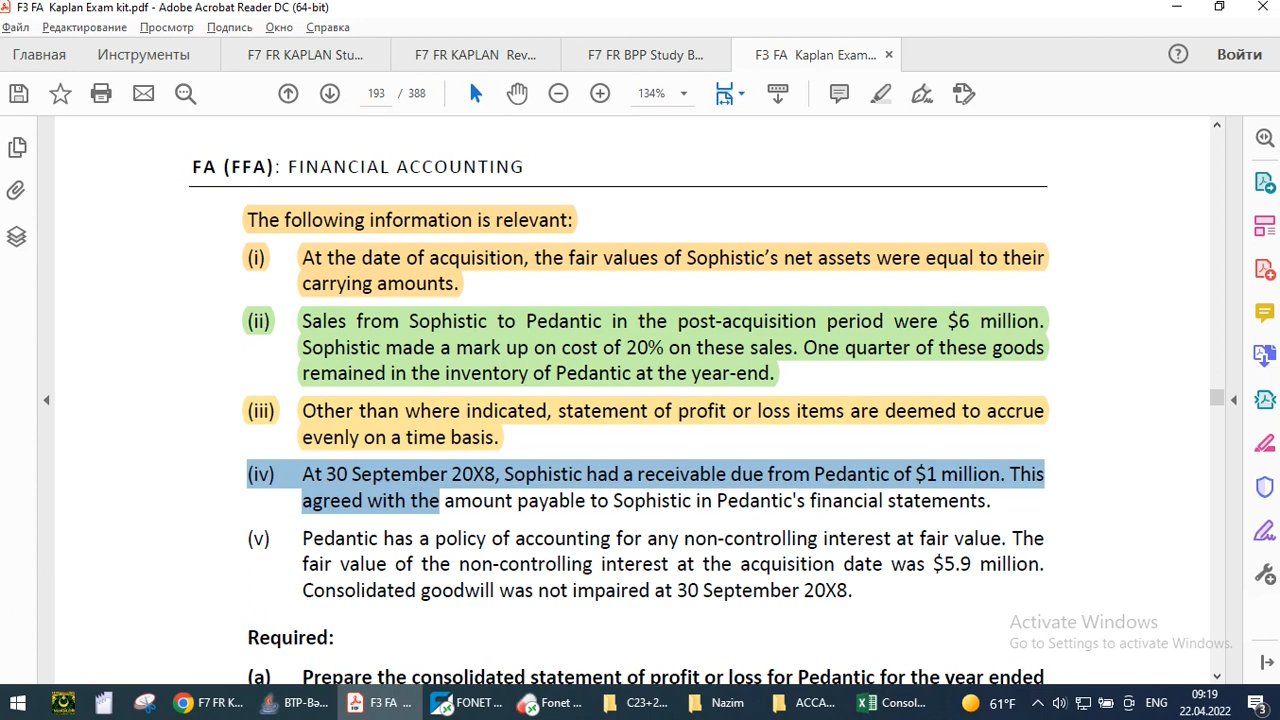 F3 FA Kaplan Exam kit.pdf - Adobe Acrobat Reader DC (64-bit)
Файл Редактирование Просмотр Подпись Окно Справка
Главная Инструменты F7 FR KAPLAN Stu... F7 FR KAPLAN Rev... F7 FR BPP Study B... F3 FA Kaplan Exam... × Войти
193 / 388 134%
FA (FFA): FINANCIAL ACCOUNTING
The following information is relevant:
(i) At the date of acquisition, the fair values of Sophistic's net assets were equal to their
carrying amounts.
(ii) Sales from Sophistic to Pedantic in the post-acquisition period were $6 million.
Sophistic made a mark up on cost of 20% on these sales. One quarter of these goods
remained in the inventory of Pedantic at the year-end.
(iii) Other than where indicated, statement of profit or loss items are deemed to accrue
evenly on a time basis.
(iv) At 30 September 20X8, Sophistic had a receivable due from Pedantic of $1 million. This
agreed with the amount payable to Sophistic in Pedantic's financial statements.
(v) Pedantic has a policy of accounting for any non-controlling interest at fair value. The
fair value of the non-controlling interest at the acquisition date was $5.9 million.
Consolidated goodwill was not impaired at 30 September 20X8.
Activate Windows
Go to Settings to activate Windows.
Required:
(a) Prepare the consolidated statement of profit or loss for Pedantic for the year ended
F7 FR K... BTP-Bə... F3 FA ... FONET ... Fonet ... C23+2... Nazim ACCA... Consol... 61°F ENG 09:19
22.04.2022
3